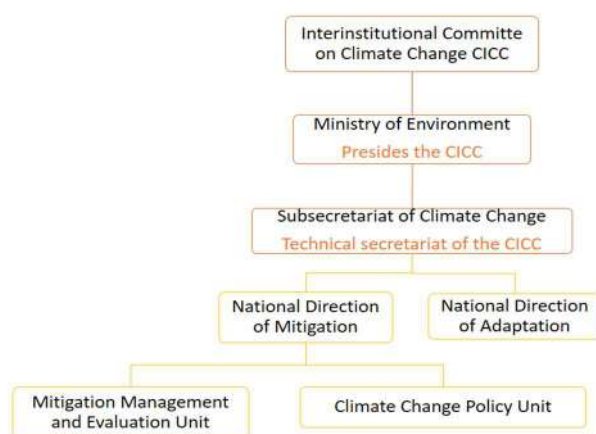 Interinstitutional Committe
on Climate Change CICC
Ministry of Environment
Presides the CICC
Subsecretariat of Climate Change
Technical secretariat of the CICC
National Direction
of Mitigation
National Direction
of Adaptation
Mitigation Management
and Evaluation Unit
Climate Change Policy Unit